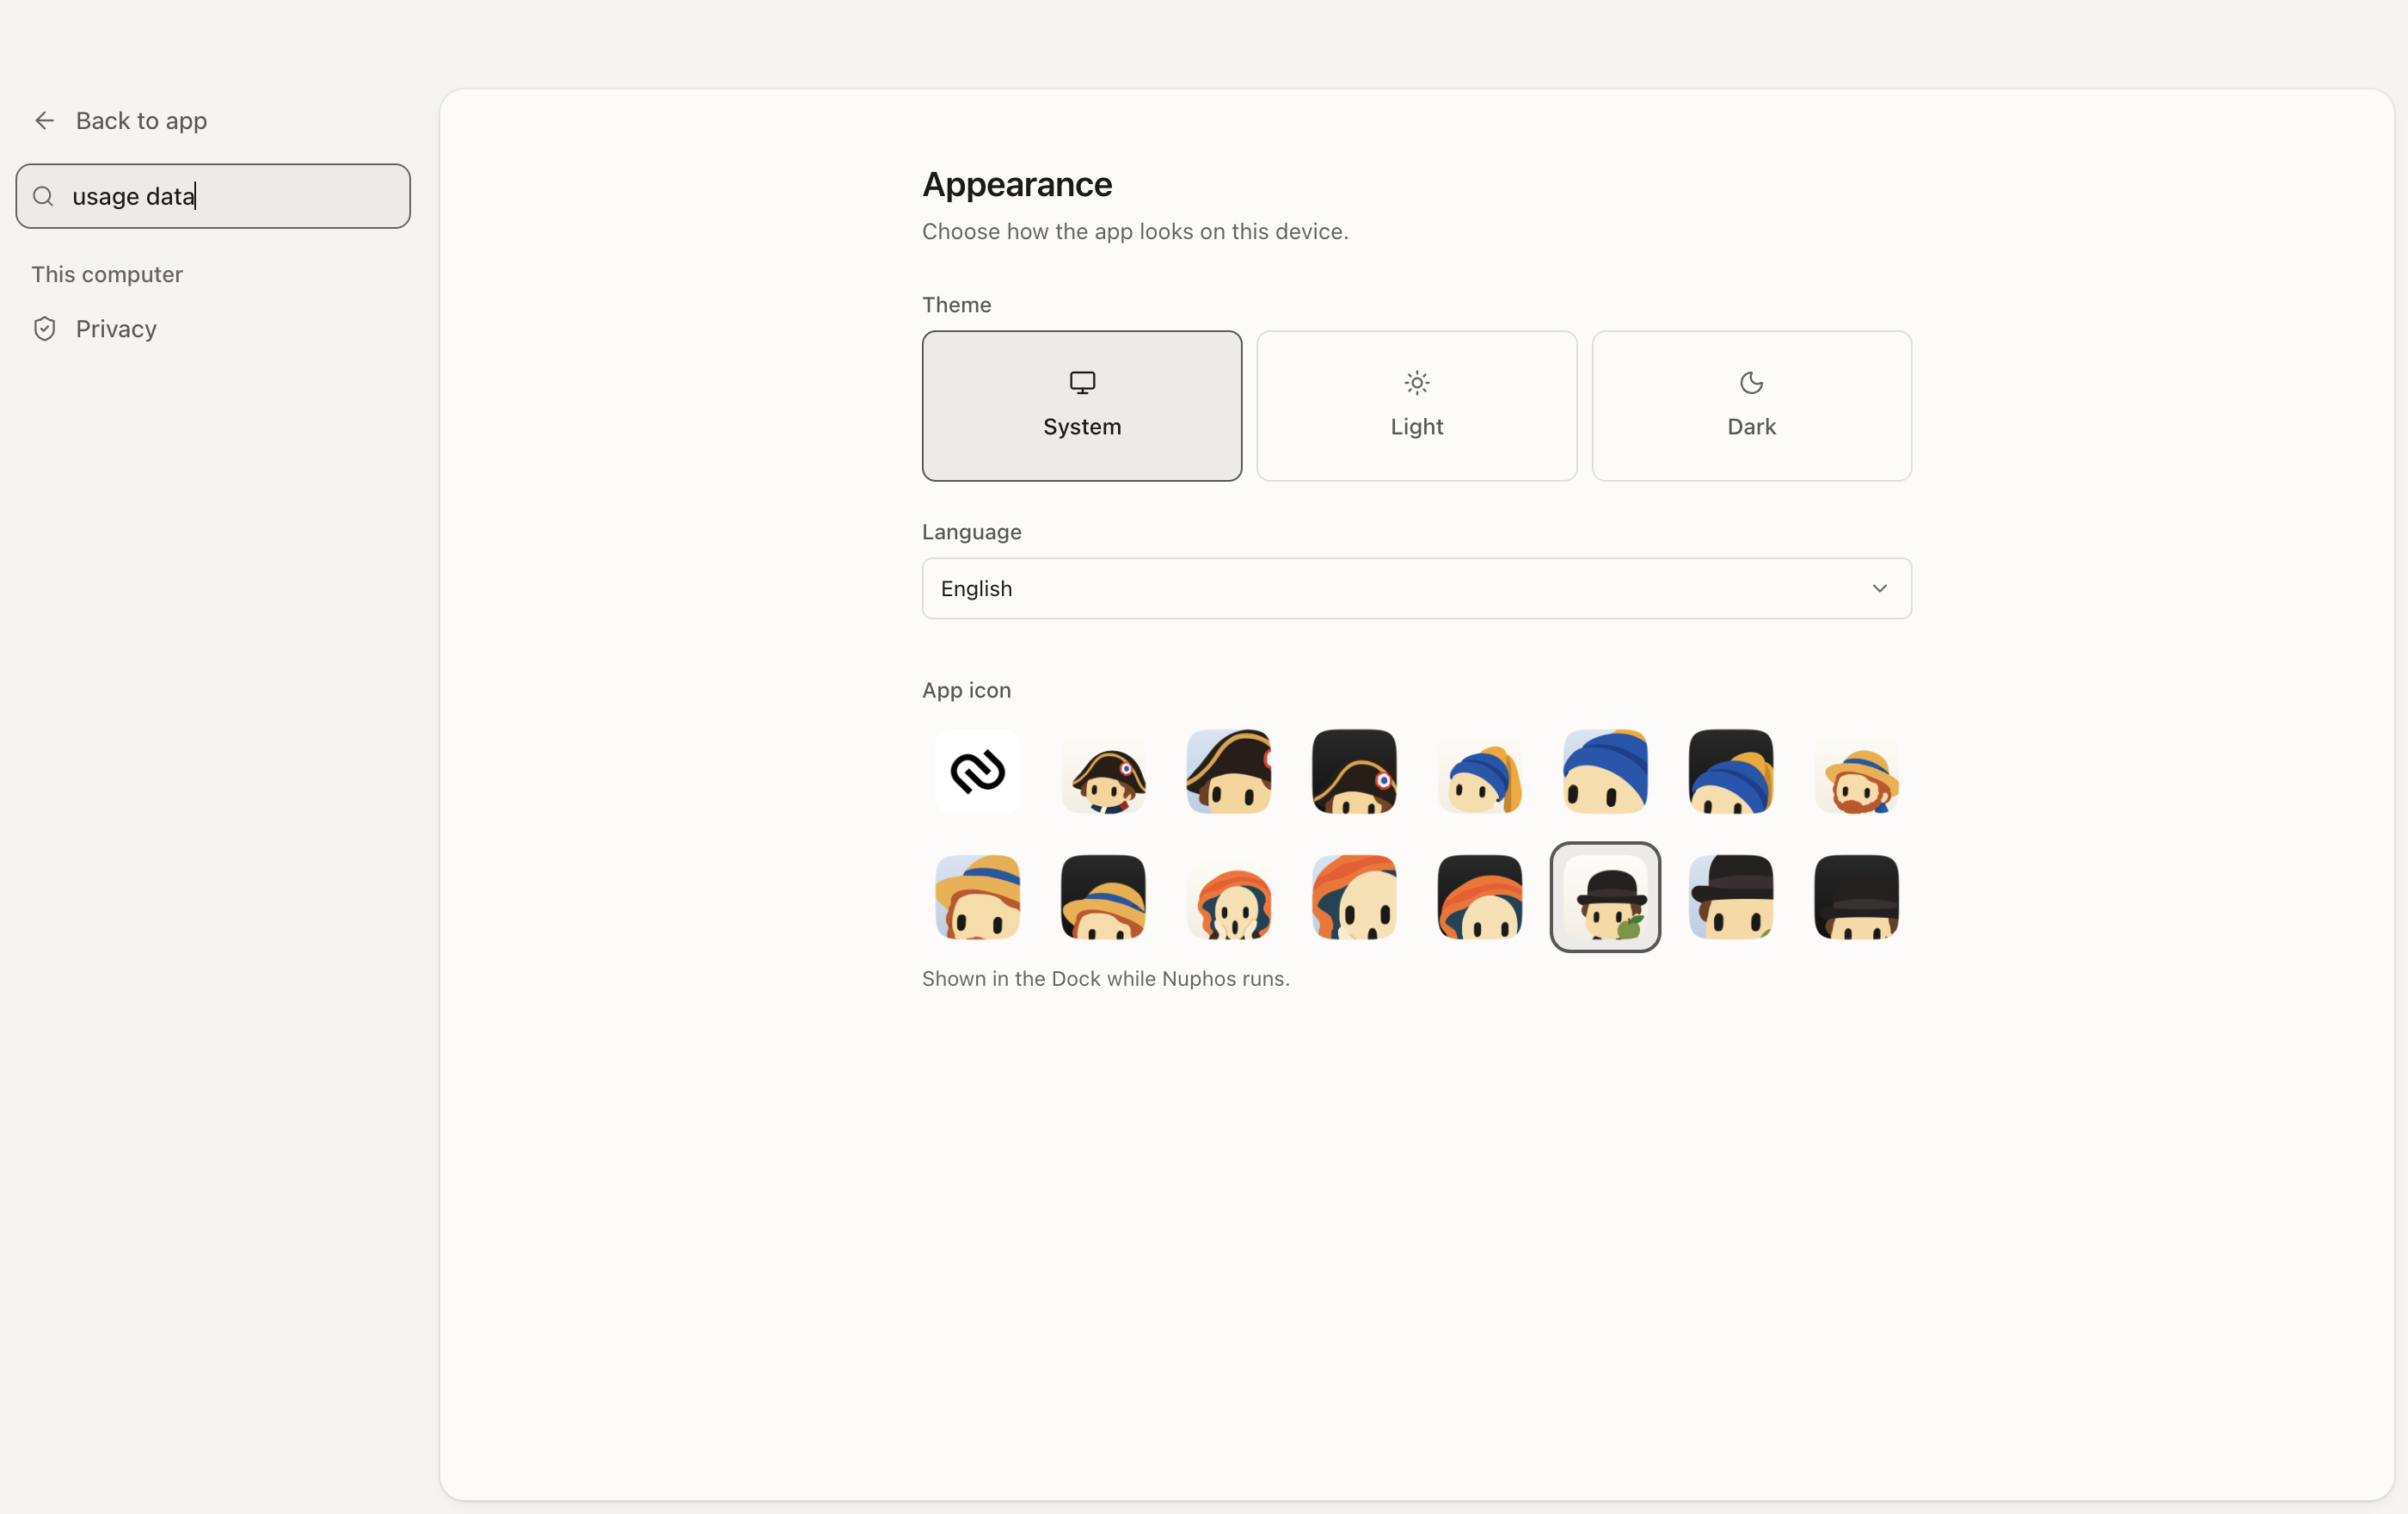 Back to app
usage data
This computer
Privacy
Appearance
Choose how the app looks on this device.
Theme
System
Light
Dark
Language
English
App icon
Shown in the Dock while Nuphos runs.